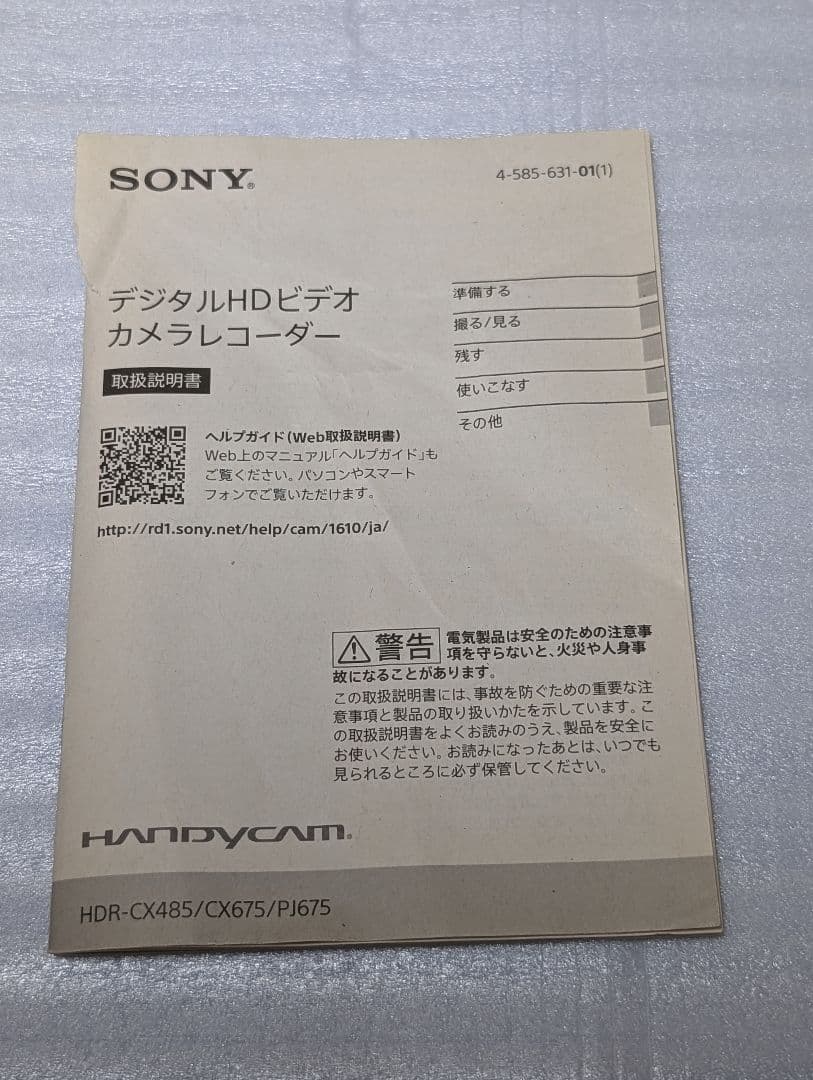 SONY®
4-585-631-01(1)
デジタルHDビデオ
カメラレコーダー
取扱説明書
準備する
撮る/見る
残す
使いこなす
その他
ヘルプガイド(Web取扱説明書)
Web上のマニュアル「ヘルプガイド」も
ご覧ください。パソコンやスマート
フォンでご覧いただけます。
http://rd1.sony.net/help/cam/1610/ja/
警告 電気製品は安全のための注意事
項を守らないと、火災や人身事
故になることがあります。
この取扱説明書には、事故を防ぐための重要な注
意事項と製品の取り扱いかたを示しています。こ
の取扱説明書をよくお読みのうえ、製品を安全に
お使いください。お読みになったあとは、いつでも
見られるところに必ず保管してください。
HANDYCAM®
HDR-CX485/CX675/PJ675